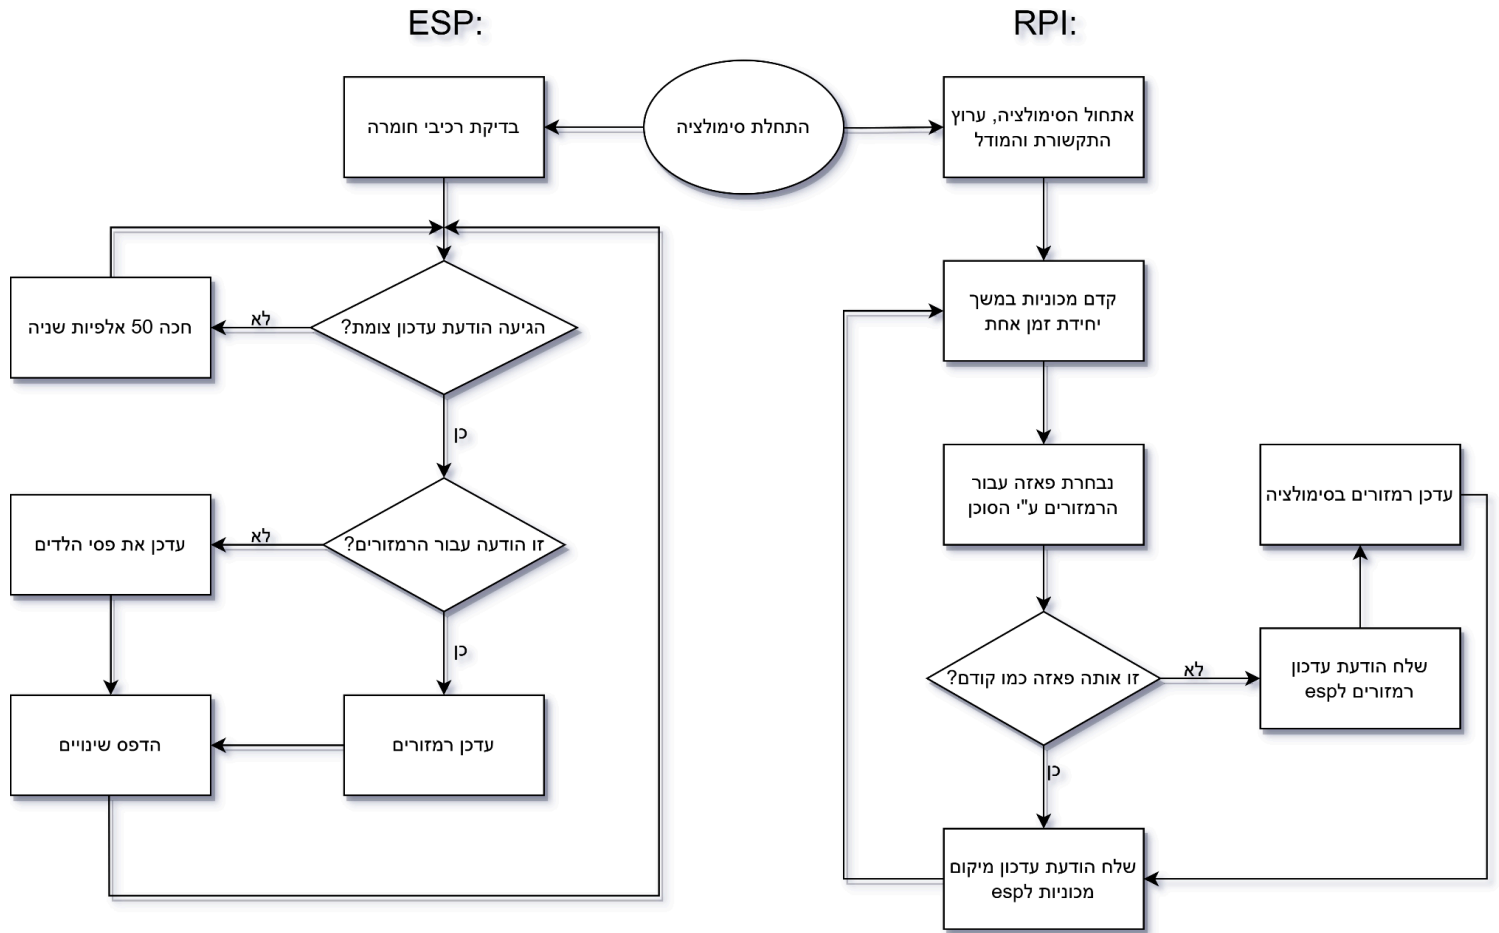 ESP:
RPI:
התחלת סימולציה
בדיקת רכיבי חומרה
הגיעה הודעת עדכון צומת?
לא
חכה 50 אלפיות שניה
כן
זו הודעה עבור הרמזורים?
לא
עדכן את פסי הלדים
כן
עדכן רמזורים
הדפס שינויים
אתחול הסימולציה, ערוץ
התקשורת והמודל
קדם מכוניות במשך
יחידת זמן אחת
נבחרת פאזה עבור
הרמזורים ע"י הסוכן
זו אותה פאזה כמו קודם?
לא
שלח הודעת עדכון
רמזורים לesp
עדכן רמזורים בסימולציה
כן
שלח הודעת עדכון מיקום
מכוניות לesp